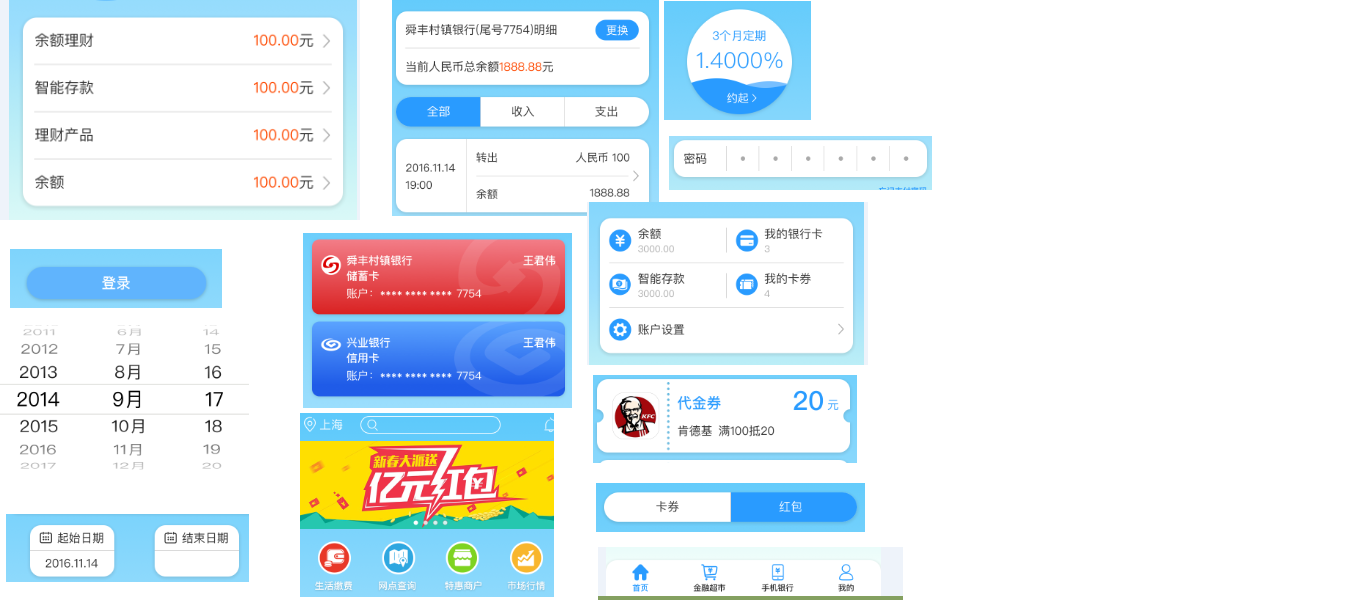 余额理财 100.00元
智能存款 100.00元
理财产品 100.00元
余额 100.00元
舜丰村镇银行(尾号7754)明细 更换
当前人民币总余额1888.88元
全部 收入 支出
2016.11.14
19:00
转出 人民币 100
余额 1888.88
3个月定期
1.4000%
约起
密码
忘记支付密码
登录
2011 6月 14
2012 7月 15
2013 8月 16
2014 9月 17
2015 10月 18
2016 11月 19
2017 12月 20
起始日期 结束日期
2016.11.14
舜丰村镇银行 王君伟
储蓄卡
账户: **** **** **** 7754
兴业银行 王君伟
信用卡
账户: **** **** **** 7754
上海
新春大派送
亿元红包
生活缴费 网点查询 特惠商户 市场行情
余额 我的银行卡
3000.00 3
智能存款 我的卡券
3000.00 4
账户设置
KFC
代金券 20 元
肯德基 满100抵20
卡券 红包
首页 金融超市 手机银行 我的